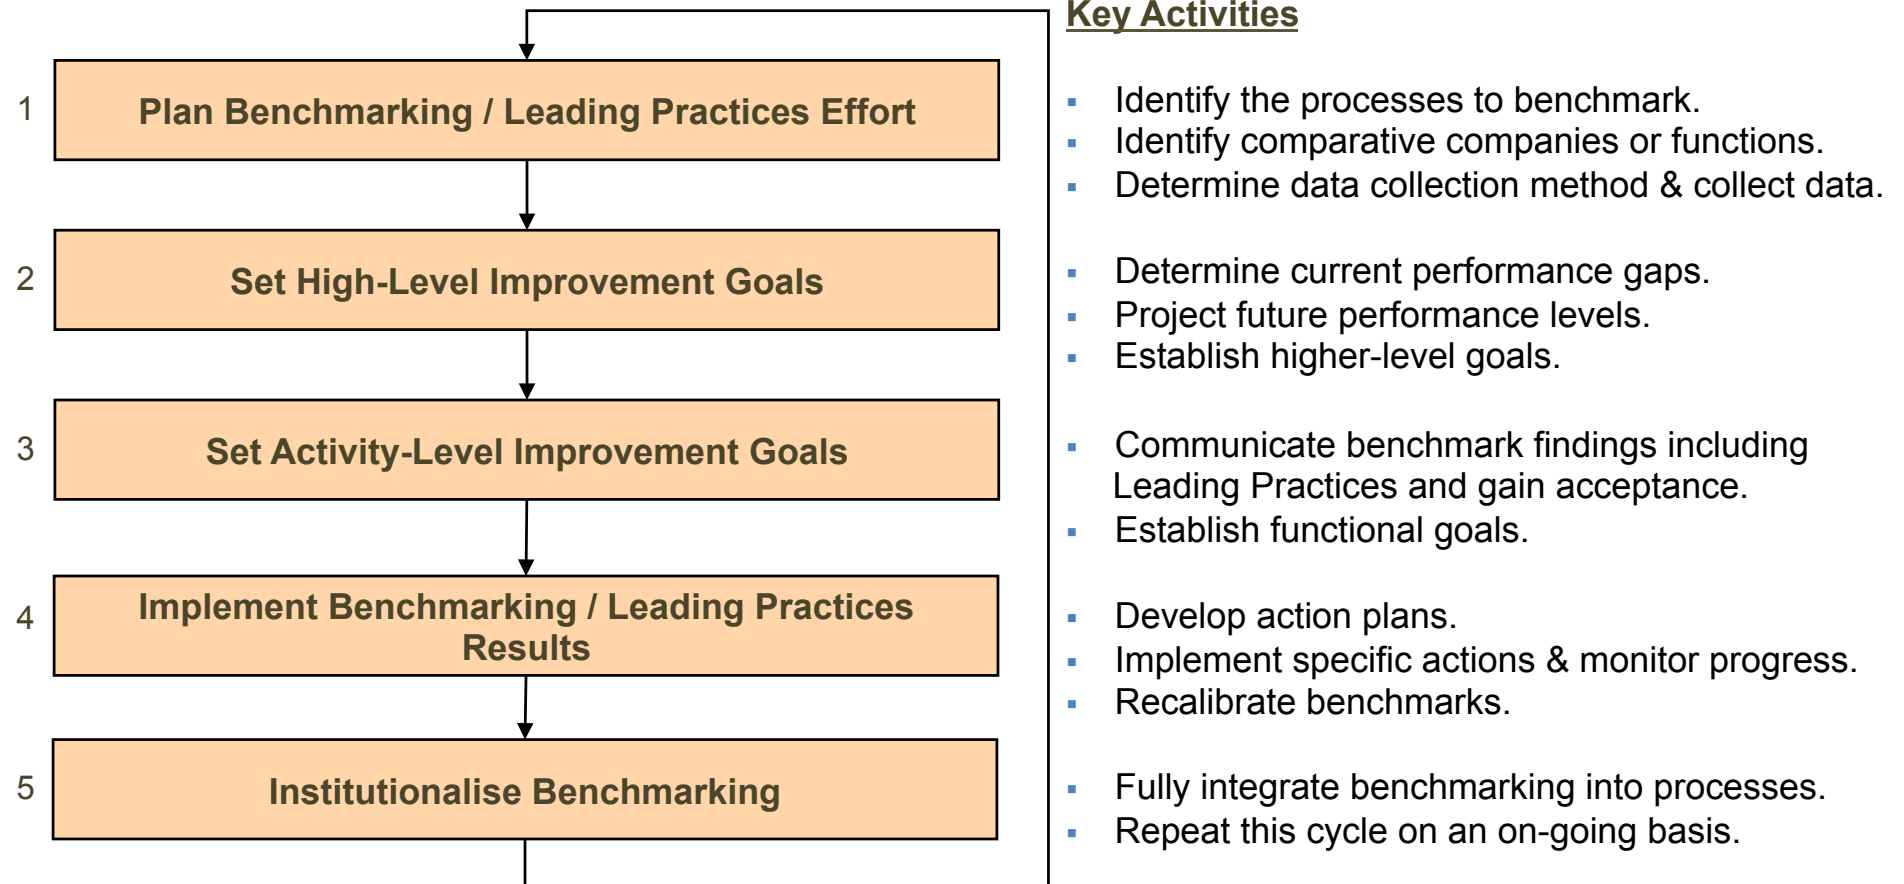 Key Activities
1
Plan Benchmarking / Leading Practices Effort
▪ Identify the processes to benchmark.
▪ Identify comparative companies or functions.
▪ Determine data collection method & collect data.
2
Set High-Level Improvement Goals
▪ Determine current performance gaps.
▪ Project future performance levels.
▪ Establish higher-level goals.
3
Set Activity-Level Improvement Goals
▪ Communicate benchmark findings including
Leading Practices and gain acceptance.
▪ Establish functional goals.
4
Implement Benchmarking / Leading Practices
Results
▪ Develop action plans.
▪ Implement specific actions & monitor progress.
▪ Recalibrate benchmarks.
5
Institutionalise Benchmarking
▪ Fully integrate benchmarking into processes.
▪ Repeat this cycle on an on-going basis.